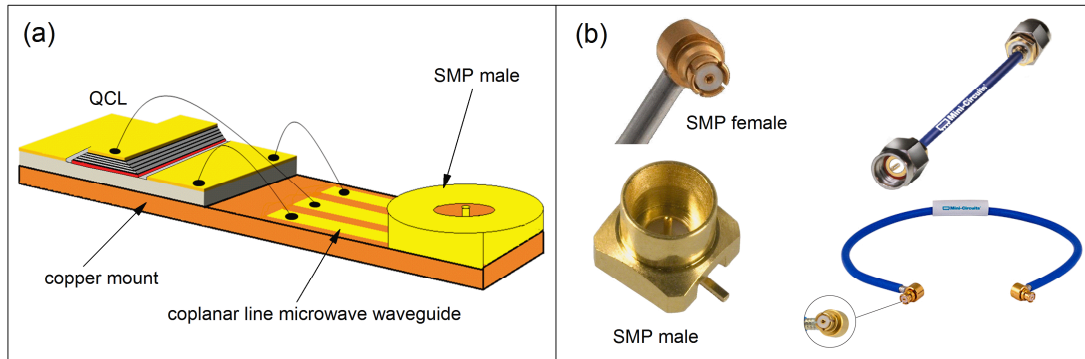 (a)
SMP male
QCL
copper mount
coplanar line microwave waveguide
(b)
SMP female
Mini-Circuits
SMP male
Mini-Circuits